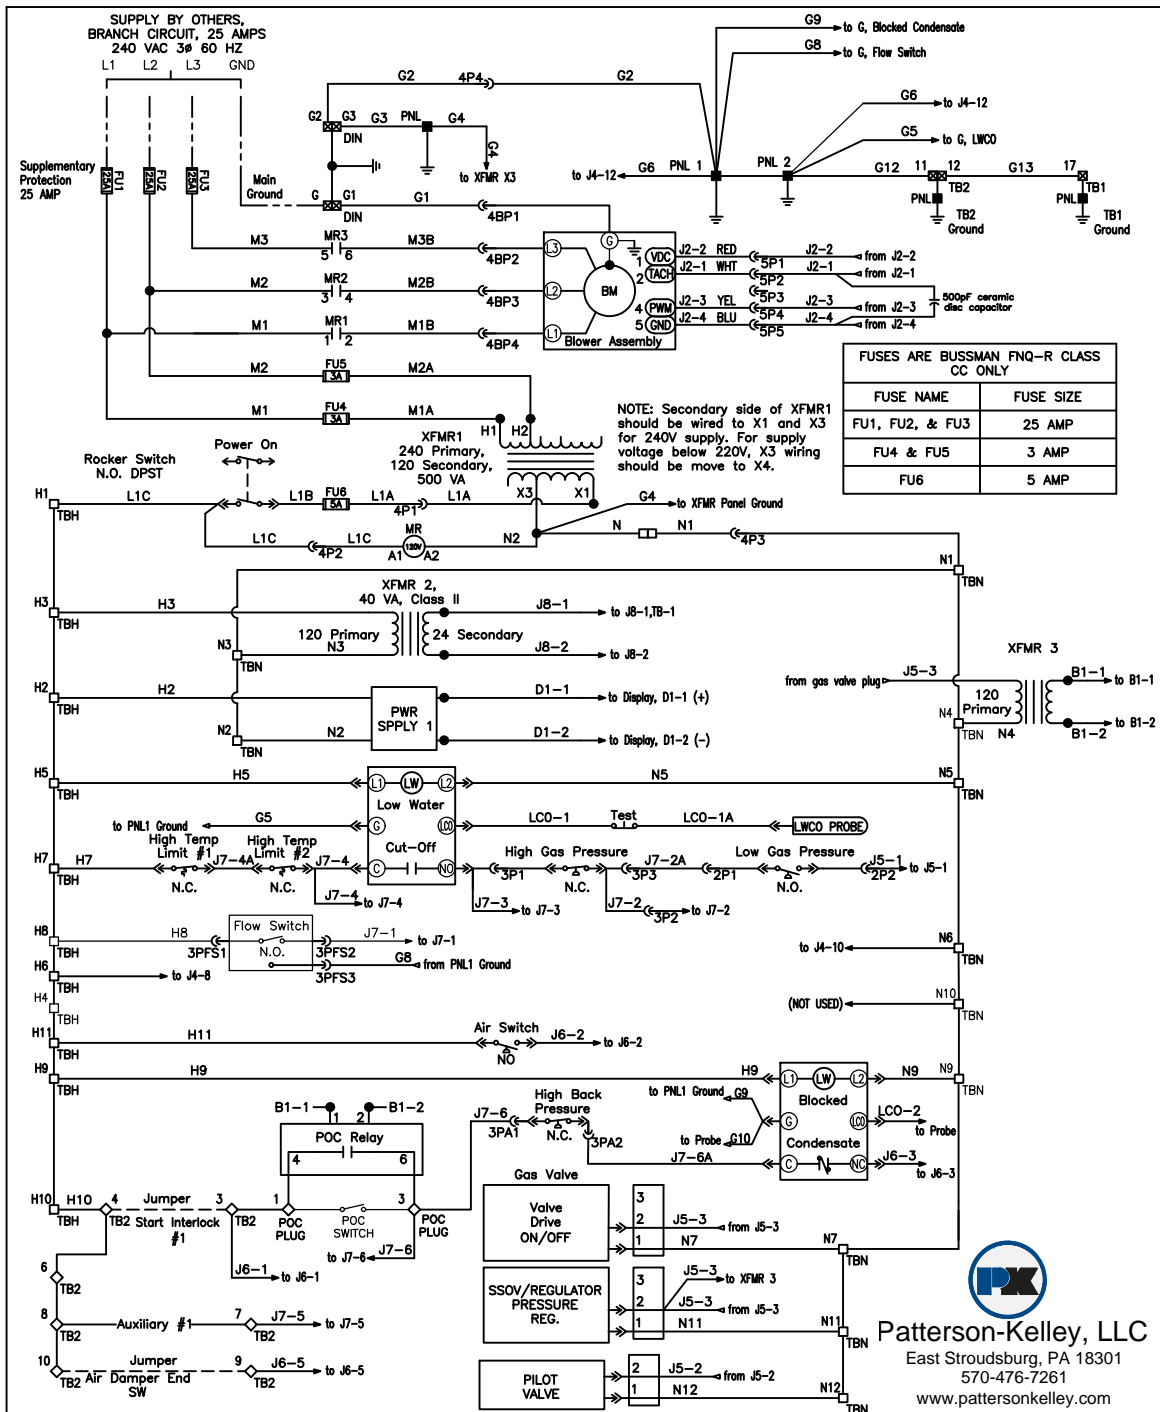 SUPPLY BY OTHERS,
BRANCH CIRCUIT, 25 AMPS
240 VAC 3ø 60 HZ
L1 L2 L3 GND
G9 to G, Blocked Condensate
G8 to G, Flow Switch
G2 4P4 G2
G6 to J4-12
G5 to G, LWCO
G2 G3 G3 PNL G4
DIN
G4
to XFMR X3
Supplementary
Protection
25 AMP
25A FU1
25A FU2
25A FU3
Main
Ground
to J4-12 G6 PNL 1 PNL 2 G12 11 12 G13 17
TB2 TB1
PNL PNL
TB2
Ground
TB1
Ground
G G1 G1
DIN 4BP1
M3 MR3 M3B
5 6 4BP2
M2 MR2 M2B
3 4 4BP3
M1 MR1 M1B
1 2 4BP4
G
L3
L2 BM
L1
Blower Assembly
1 VDC J2-2 RED J2-2 from J2-2
5P1
2 TACH J2-1 WHT J2-1 from J2-1
5P2
5P3
4 PWM J2-3 YEL J2-3 from J2-3
5P4
5 GND J2-4 BLU J2-4 from J2-4
5P5
500pF ceramic
disc capacitor
M2 FU5 M2A
3A
M1 FU4 M1A
3A
FUSES ARE BUSSMAN FNQ-R CLASS
CC ONLY
FUSE NAME FUSE SIZE
FU1, FU2, & FU3 25 AMP
FU4 & FU5 3 AMP
FU6 5 AMP
H1 H2
XFMR1
240 Primary,
120 Secondary,
500 VA
X3 X1
NOTE: Secondary side of XFMR1
should be wired to X1 and X3
for 240V supply. For supply
voltage below 220V, X3 wiring
should be move to X4.
Power On
Rocker Switch
N.O. DPST
H1 L1C L1B FU6 L1A L1A
TBH 5A 4P1
G4 to XFMR Panel Ground
L1C L1C MR N2
4P2 A1 120V A2
N N1
4P3
N1
TBN
XFMR 2,
40 VA, Class II
H3 H3 J8-1 to J8-1,TB-1
TBH
120 Primary 24 Secondary
N3 N3 J8-2 to J8-2
TBN
XFMR 3
from gas valve plug J5-3 B1-1 to B1-1
120
Primary
N4 N4 B1-2 to B1-2
TBN
H2 H2 D1-1 to Display, D1-1 (+)
TBH
PWR
SPPLY 1
N2 N2 D1-2 to Display, D1-2 (-)
TBN
H5 H5 L1 LW L2 N5 N5
TBH TBN
Low Water
to PNL1 Ground G5 G LCO LCO-1 Test LCO-1A LWCO PROBE
Cut-Off
High Temp
Limit #1
High Temp
Limit #2
H7 H7 J7-4A J7-4 C NO
TBH N.C. N.C.
J7-4 to J7-4
High Gas Pressure
3P1 N.C. J7-2A 3P3
Low Gas Pressure
2P1 N.O. J5-1 2P2 to J5-1
J7-3 to J7-3
J7-2 3P2 to J7-2
H8 H8 Flow Switch J7-1 to J7-1
TBH 3PFS1 N.O. 3PFS2
G8 from PNL1 Ground
3PFS3
H6 to J4-8
TBH
to J4-10 N6
TBN
H4
TBH
(NOT USED) N10
TBN
H11 H11 Air Switch J6-2 to J6-2
TBH NO
H9 H9 H9 L1 LW L2 N9 N9
TBH TBN
Blocked
to PNL1 Ground G9
G LCO LCO-2 to Probe
to Probe G10
Condensate
J7-6A C NC J6-3 to J6-3
B1-1 1 2 B1-2
POC Relay
4 6
J7-6 High Back
Pressure
3PA1 N.C. 3PA2
H10 H10 4 Jumper 3 1 3
TBH TB2 Start Interlock
#1 TB2 POC
PLUG POC
SWITCH POC
PLUG
to J7-6 J7-6
J6-1 to J6-1
6
TB2
8 Auxiliary #1 7 J7-5 to J7-5
TB2 TB2
10 Jumper 9 J6-5 to J6-5
TB2 Air Damper End
SW TB2
Gas Valve
Valve
Drive
ON/OFF
3
2 J5-3 from J5-3
1 N7 N7
TBN
SSOV/REGULATOR
PRESSURE
REG.
3 J5-3 to XFMR 3
2 J5-3 from J5-3
1 N11 N11
TBN
PILOT
VALVE
2 J5-2 from J5-2
1 N12 N12
TBN
PK
Patterson-Kelley, LLC
East Stroudsburg, PA 18301
570-476-7261
www.pattersonkelley.com